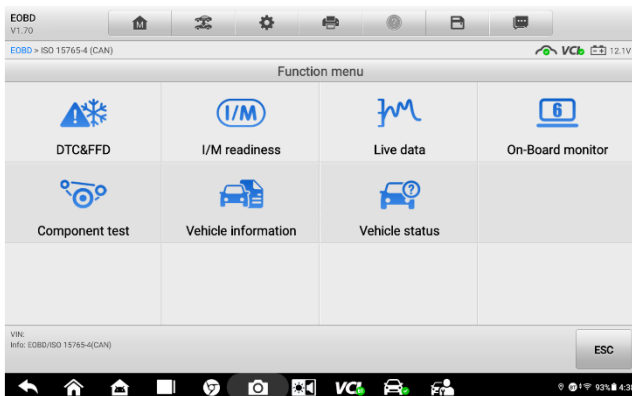 EOBD
V1.70
M
EOBD > ISO 15765-4 (CAN)
VCI
12.1V
Function menu
I/M
6
DTC&FFD
I/M readiness
Live data
On-Board monitor
Component test
Vehicle information
Vehicle status
VIN:
Info: EOBD/ISO 15765-4(CAN)
ESC
VCI
93%
4:38